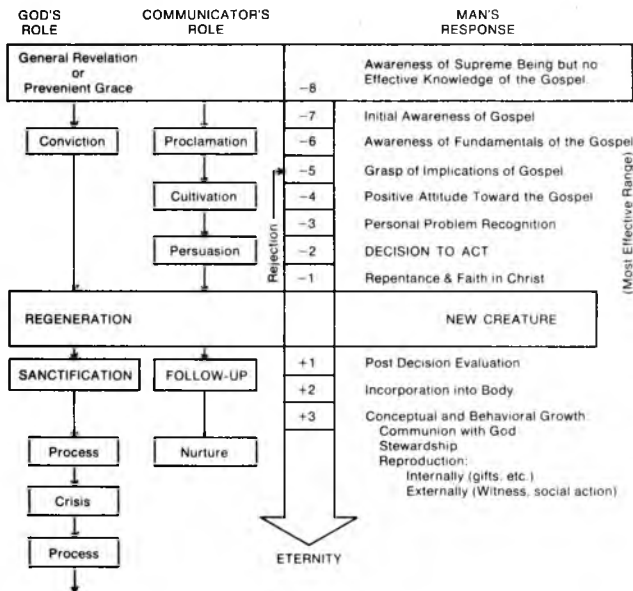 GOD'S ROLE
COMMUNICATOR'S ROLE
MAN'S RESPONSE
General Revelation
or
Prevenient Grace
−8
Awareness of Supreme Being but no
Effective Knowledge of the Gospel
−7
Initial Awareness of Gospel
Conviction
Proclamation
−6
Awareness of Fundamentals of the Gospel
−5
Grasp of Implications of Gospel
Cultivation
−4
Positive Attitude Toward the Gospel
−3
Personal Problem Recognition
Persuasion
−2
DECISION TO ACT
−1
Repentance & Faith in Christ
Rejection
(Most Effective Range)
REGENERATION
NEW CREATURE
+1
Post Decision Evaluation
SANCTIFICATION
FOLLOW-UP
+2
Incorporation into Body
+3
Conceptual and Behavioral Growth
Communion with God
Stewardship
Reproduction:
Internally (gifts, etc.)
Externally (Witness, social action)
Process
Nurture
Crisis
Process
ETERNITY